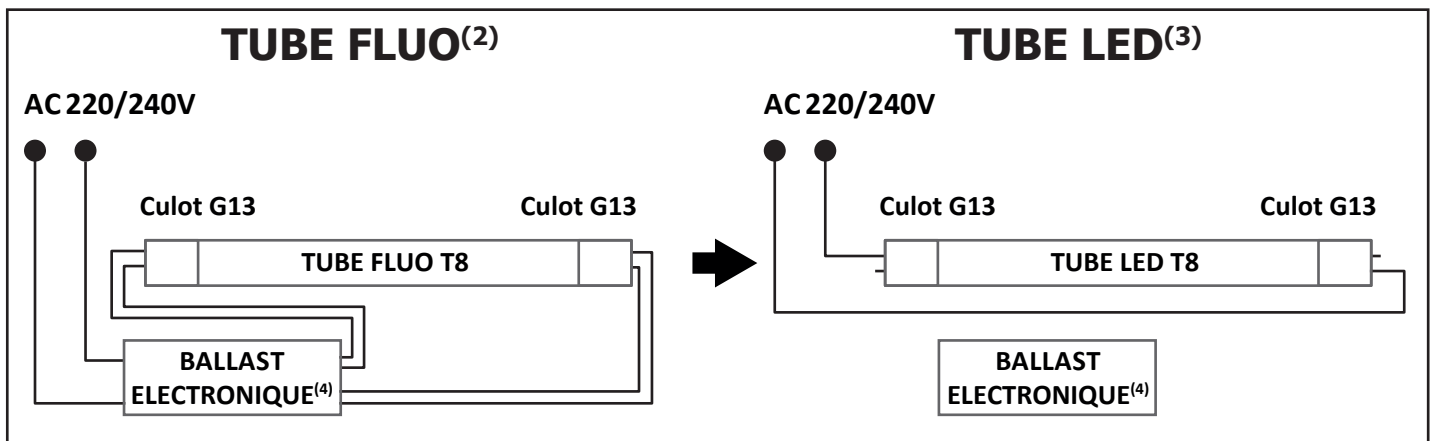 TUBE FLUO(2)
AC 220/240V
Culot G13
Culot G13
TUBE FLUO T8
BALLAST
ELECTRONIQUE(4)
TUBE LED(3)
AC 220/240V
Culot G13
Culot G13
TUBE LED T8
BALLAST
ELECTRONIQUE(4)